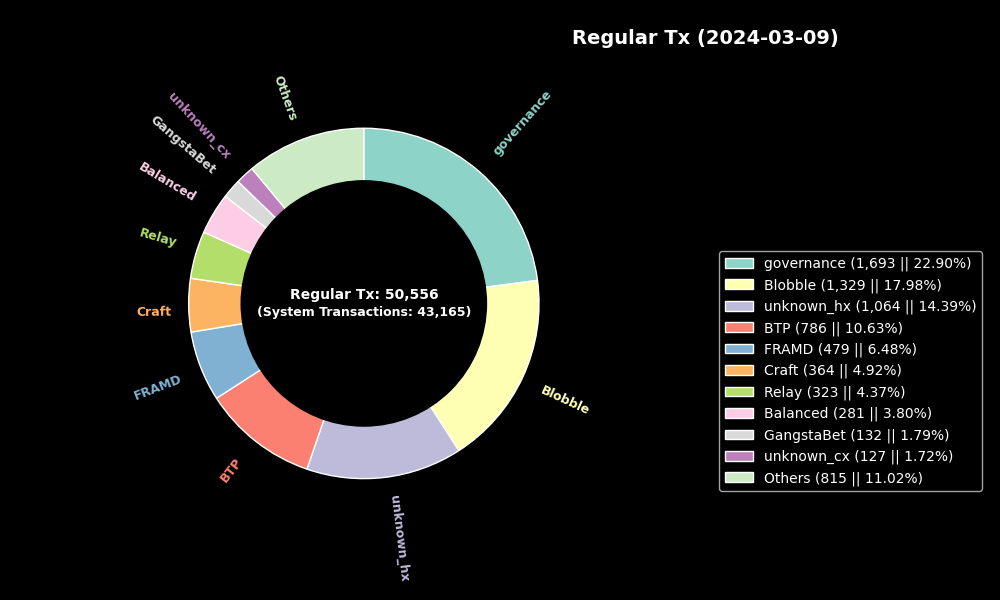 Regular Tx (2024-03-09)
governance
Blobble
unknown_hx
BTP
FRAMD
Craft
Relay
Balanced
GangstaBet
unknown_cx
Others
Regular Tx: 50,556
(System Transactions: 43,165)
governance (1,693 || 22.90%)
Blobble (1,329 || 17.98%)
unknown_hx (1,064 || 14.39%)
BTP (786 || 10.63%)
FRAMD (479 || 6.48%)
Craft (364 || 4.92%)
Relay (323 || 4.37%)
Balanced (281 || 3.80%)
GangstaBet (132 || 1.79%)
unknown_cx (127 || 1.72%)
Others (815 || 11.02%)